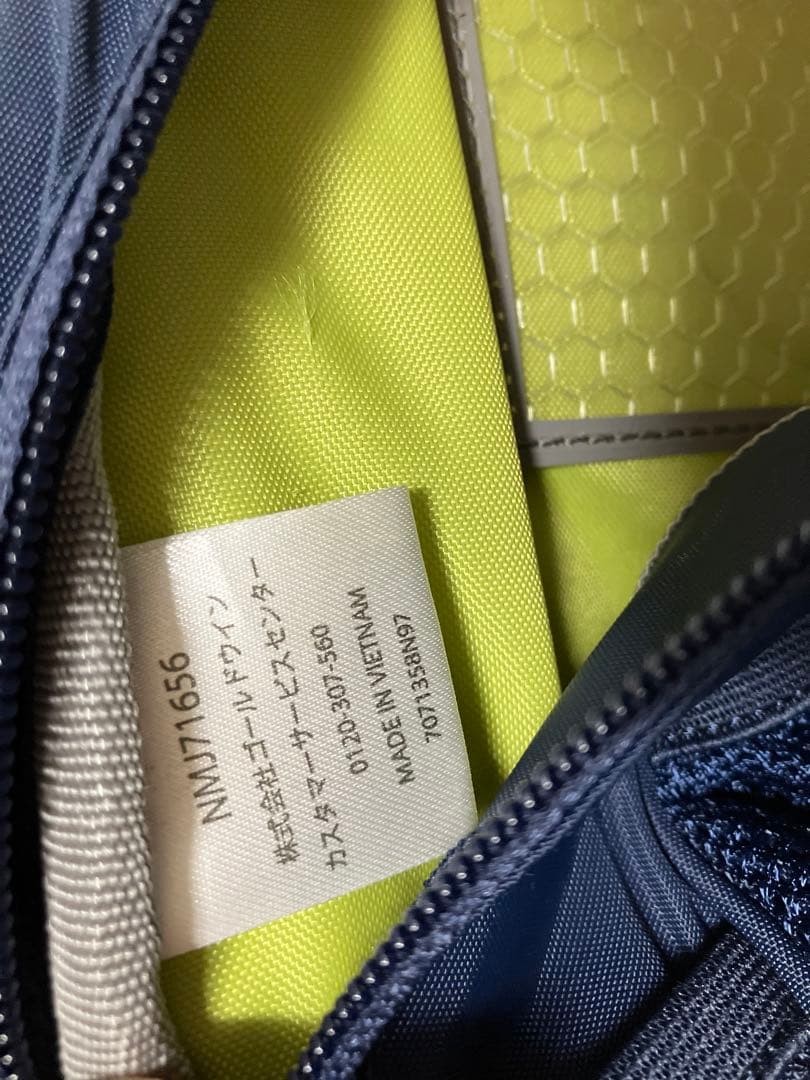 NMJ71656
株式会社ゴールドウイン
カスタマーサービスセンター
0120-307-560
MADE IN VIETNAM
7071358N97